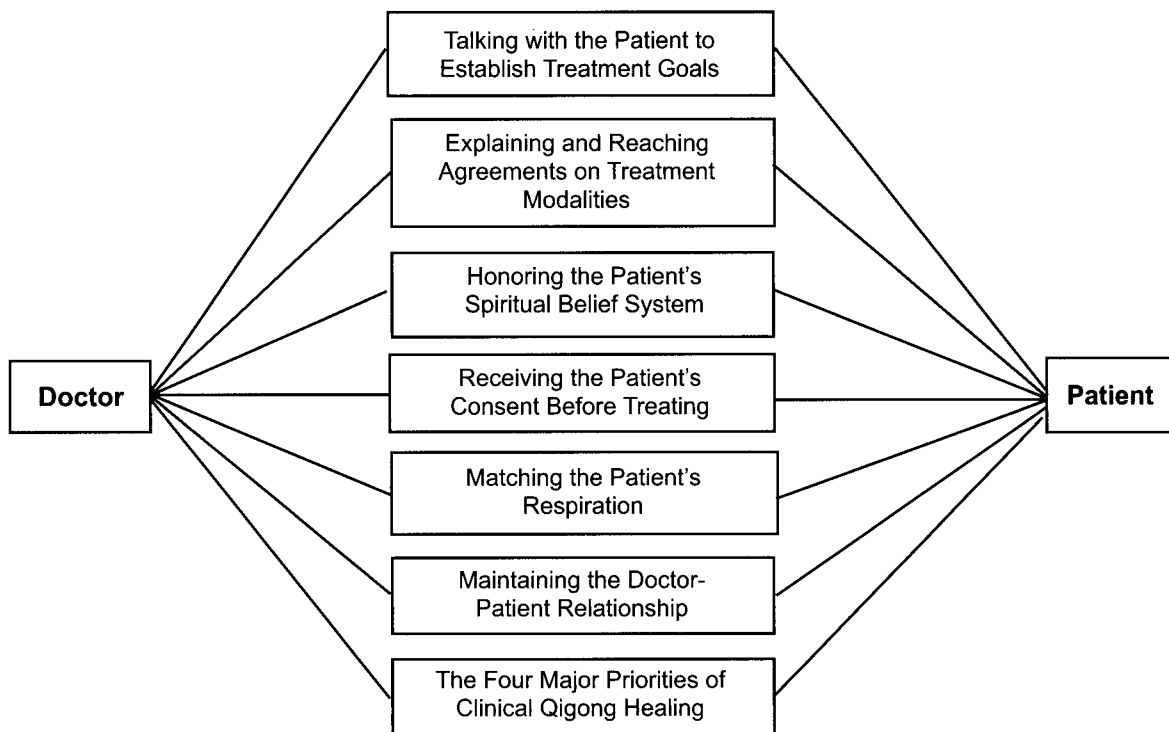 Talking with the Patient to
Establish Treatment Goals
Explaining and Reaching
Agreements on Treatment
Modalities
Honoring the Patient's
Spiritual Belief System
Doctor
Receiving the Patient's
Consent Before Treating
Patient
Matching the Patient's
Respiration
Maintaining the Doctor-
Patient Relationship
The Four Major Priorities of
Clinical Qigong Healing